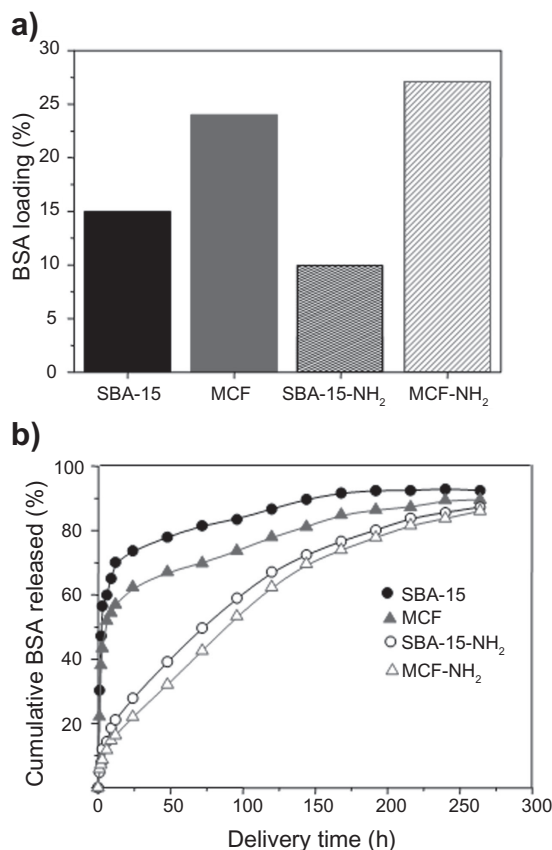 a)
BSA loading (%)
30
25
20
15
10
5
0
SBA-15 MCF SBA-15-NH₂ MCF-NH₂
b)
Cumulative BSA released (%)
100
80
60
40
20
0
SBA-15
MCF
SBA-15-NH₂
MCF-NH₂
0 50 100 150 200 250 300
Delivery time (h)